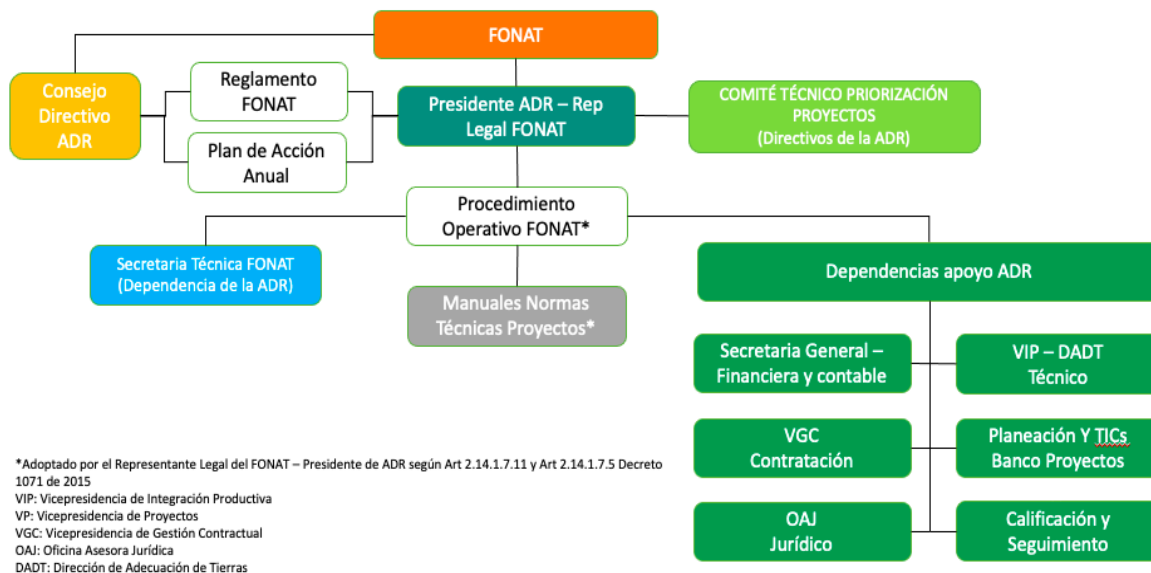 FONAT
Consejo
Directivo
ADR
Reglamento
FONAT
Plan de Acción
Anual
Presidente ADR – Rep
Legal FONAT
COMITÉ TÉCNICO PRIORIZACIÓN
PROYECTOS
(Directivos de la ADR)
Procedimiento
Operativo FONAT*
Secretaria Técnica FONAT
(Dependencia de la ADR)
Manuales Normas
Técnicas Proyectos*
Dependencias apoyo ADR
Secretaria General –
Financiera y contable
VIP – DADT
Técnico
VGC
Contratación
Planeación Y TICs
Banco Proyectos
OAJ
Jurídico
Calificación y
Seguimiento
*Adoptado por el Representante Legal del FONAT – Presidente de ADR según Art 2.14.1.7.11 y Art 2.14.1.7.5 Decreto
1071 de 2015
VIP: Vicepresidencia de Integración Productiva
VP: Vicepresidencia de Proyectos
VGC: Vicepresidencia de Gestión Contractual
OAJ: Oficina Asesora Jurídica
DADT: Dirección de Adecuación de Tierras